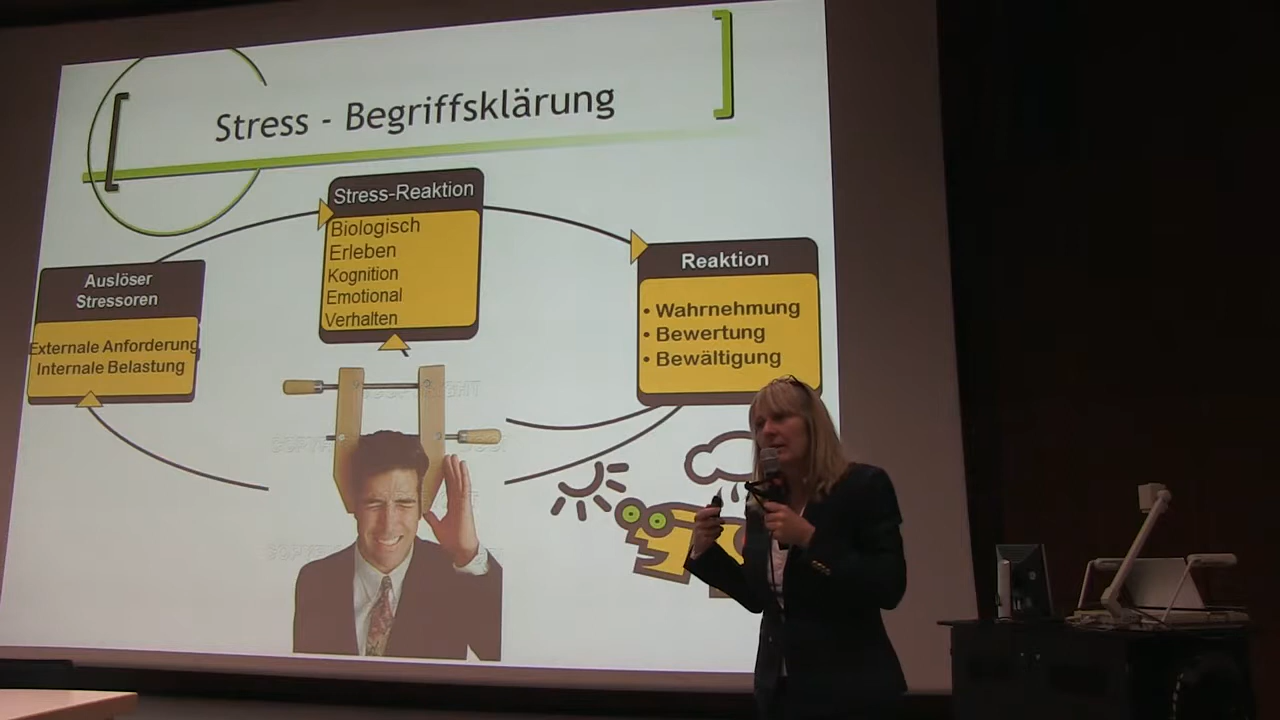 Stress - Begriffsklärung
Auslöser
Stressoren
Externale Anforderung
Internale Belastung
Stress-Reaktion
Biologisch
Erleben
Kognition
Emotional
Verhalten
Reaktion
• Wahrnehmung
• Bewertung
• Bewältigung